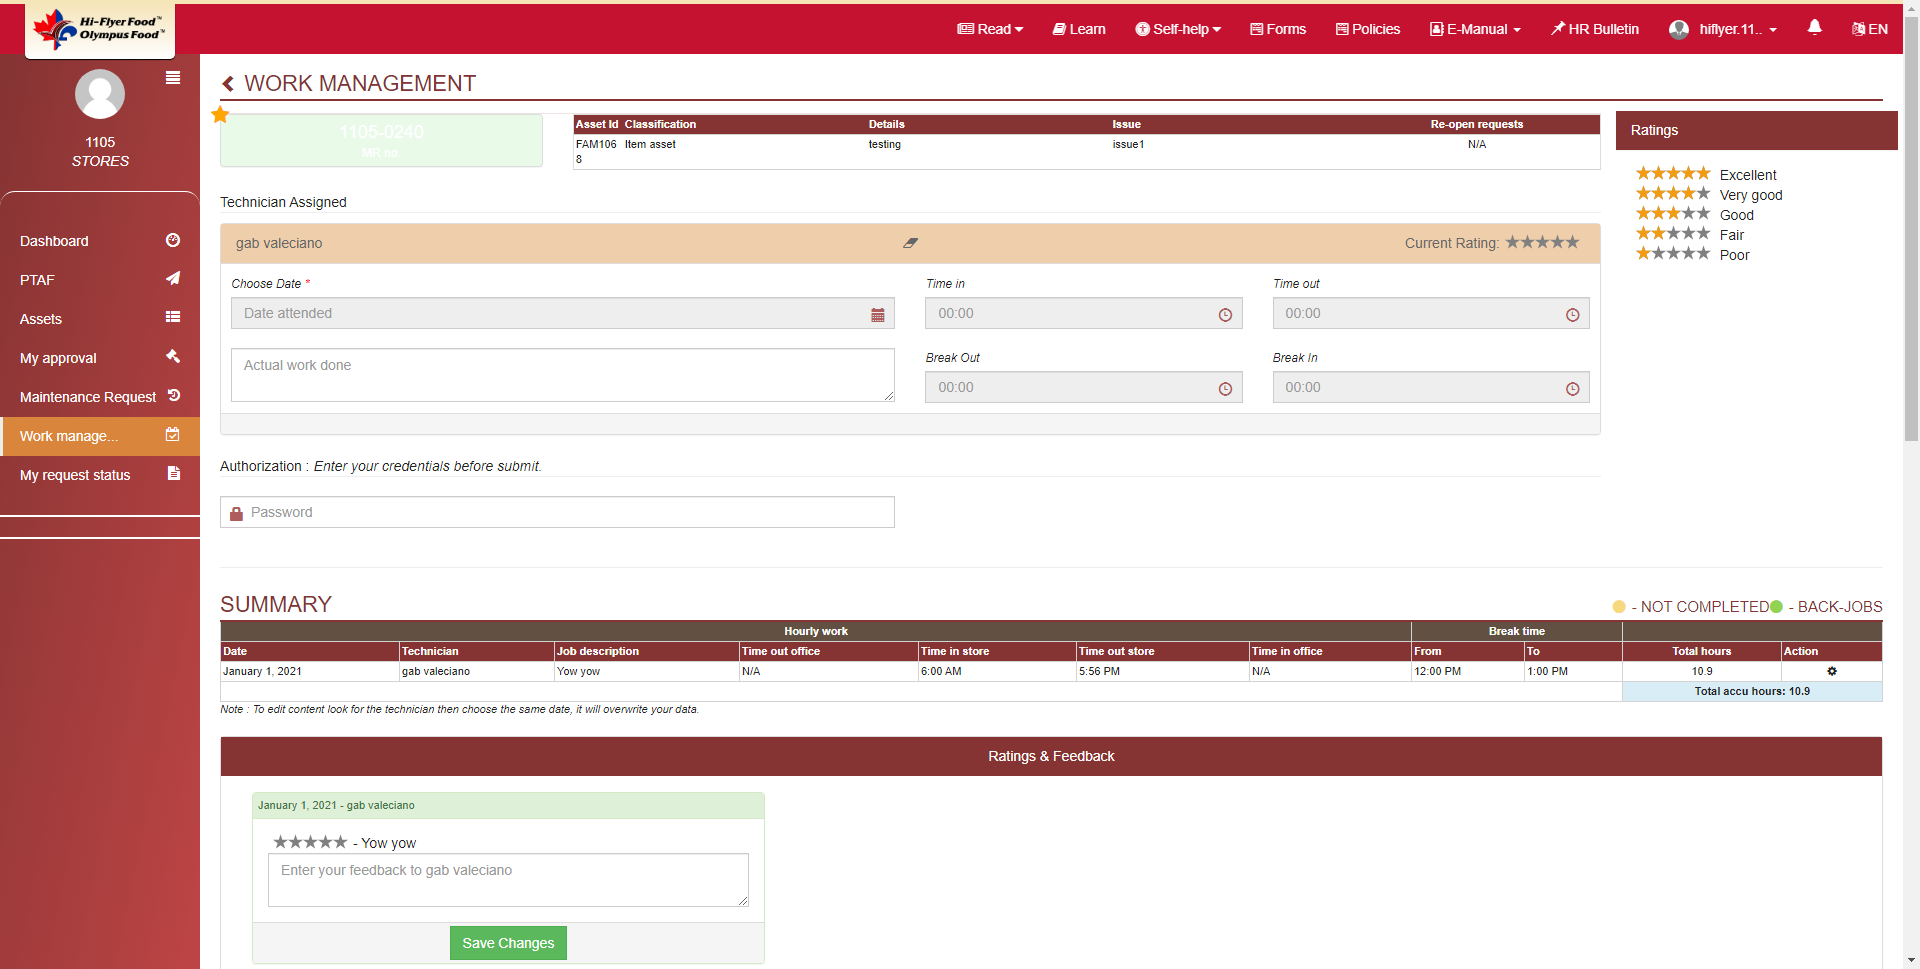 Hi-Flyer Food™
Olympus Food™
Read
Learn
Self-help
Forms
Policies
E-Manual
HR Bulletin
hiflyer.11..
EN
1105
STORES
Dashboard
PTAF
Assets
My approval
Maintenance Request
Work manage...
My request status
WORK MANAGEMENT
1105-0240
MR no.
Asset Id Classification Details Issue Re-open requests
FAM106 Item asset testing issue1 N/A
8
Ratings
Excellent
Very good
Good
Fair
Poor
Technician Assigned
gab valeciano Current Rating:
Choose Date * Time in Time out
Date attended 00:00 00:00
Actual work done
Break Out Break In
00:00 00:00
Authorization : Enter your credentials before submit.
Password
SUMMARY - NOT COMPLETED - BACK-JOBS
Hourly work Break time
Date Technician Job description Time out office Time in store Time out store Time in office From To Total hours Action
January 1, 2021 gab valeciano Yow yow N/A 6:00 AM 5:56 PM N/A 12:00 PM 1:00 PM 10.9
Total accu hours: 10.9
Note : To edit content look for the technician then choose the same date, it will overwrite your data.
Ratings & Feedback
January 1, 2021 - gab valeciano
- Yow yow
Enter your feedback to gab valeciano
Save Changes